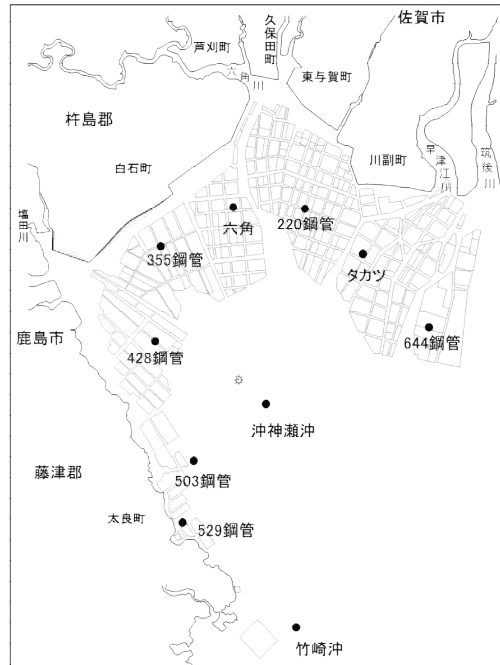 佐賀市
芦刈町
久保田町
東与賀町
六角川
杵島郡
川副町
早津江川
筑後川
白石町
塩田川
六角
220鋼管
355鋼管
タカツ
鹿島市
644鋼管
428鋼管
沖神瀬沖
藤津郡
503鋼管
太良町
529鋼管
竹崎沖